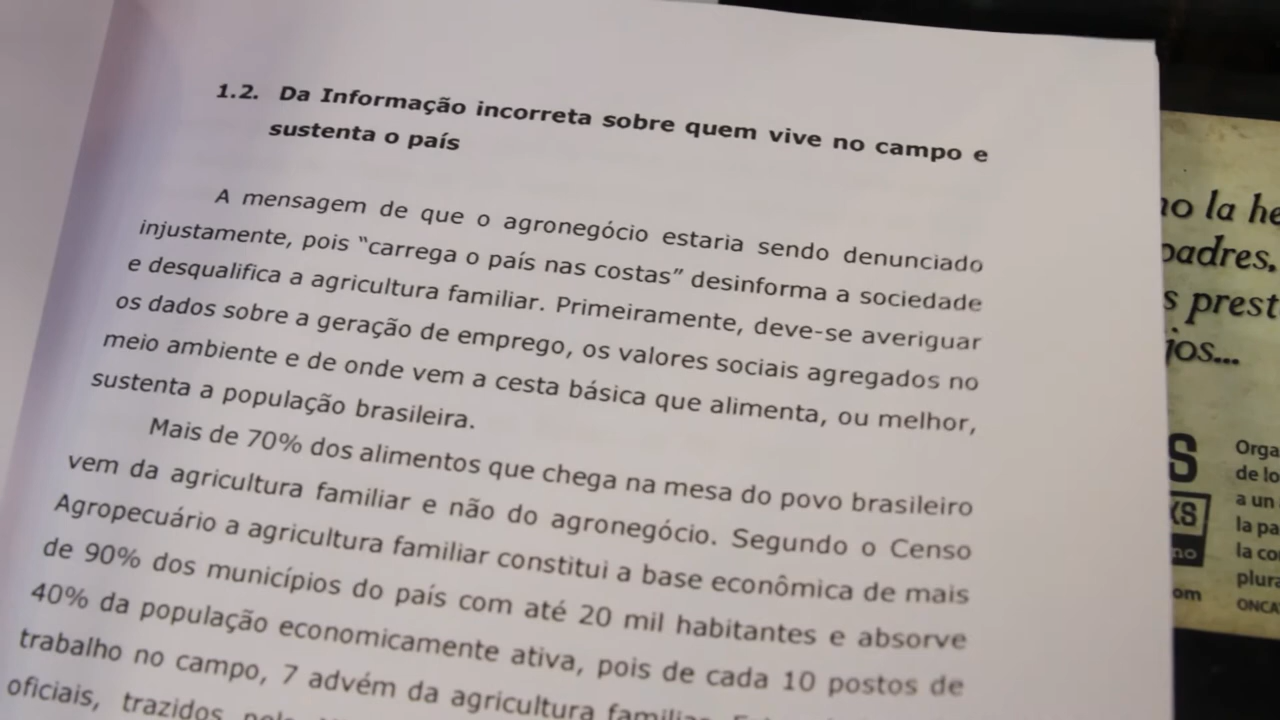 1.2. Da Informação incorreta sobre quem vive no campo e
sustenta o país
A mensagem de que o agronegócio estaria sendo denunciado
injustamente, pois “carrega o país nas costas” desinforma a sociedade
e desqualifica a agricultura familiar. Primeiramente, deve-se averiguar
os dados sobre a geração de emprego, os valores sociais agregados no
meio ambiente e de onde vem a cesta básica que alimenta, ou melhor,
sustenta a população brasileira.
Mais de 70% dos alimentos que chega na mesa do povo brasileiro
vem da agricultura familiar e não do agronegócio. Segundo o Censo
Agropecuário a agricultura familiar constitui a base econômica de mais
de 90% dos municípios do país com até 20 mil habitantes e absorve
40% da população economicamente ativa, pois de cada 10 postos de
trabalho no campo, 7 advém da agricultura familiar.
oficiais, trazidos
la he
padres.
s prest
jos...
S
XS
no
om
Orga
de lo
a un
la pa
la co
plura
ONCA